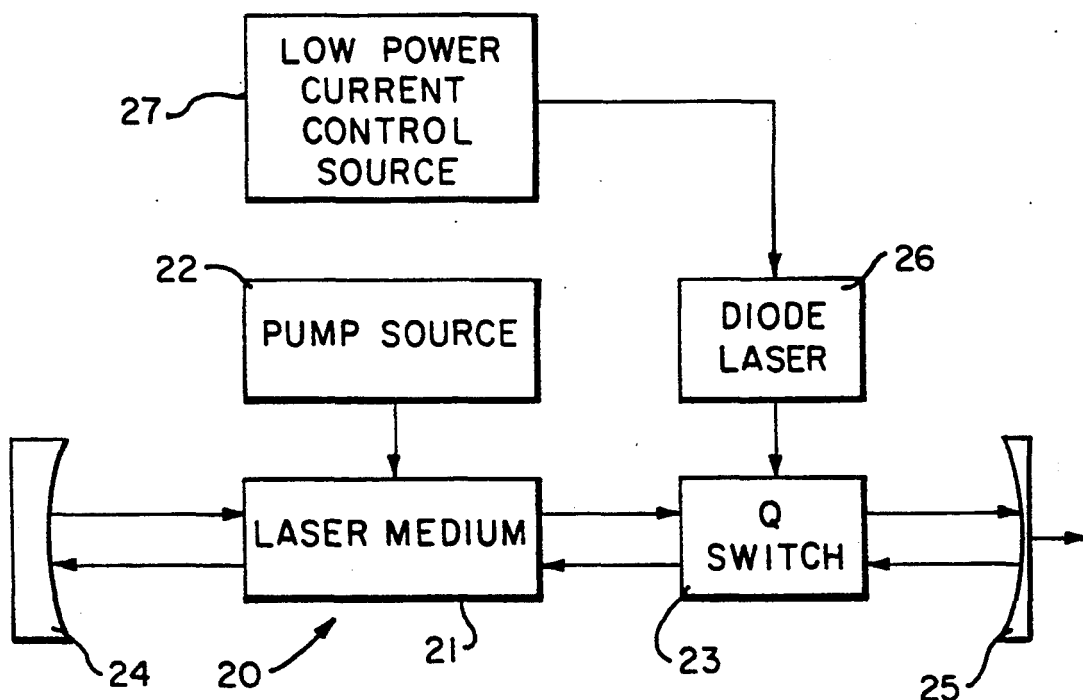 LOW POWER
CURRENT
CONTROL
SOURCE
27
22
PUMP SOURCE
26
DIODE
LASER
LASER MEDIUM
Q
SWITCH
24
20
21
23
25